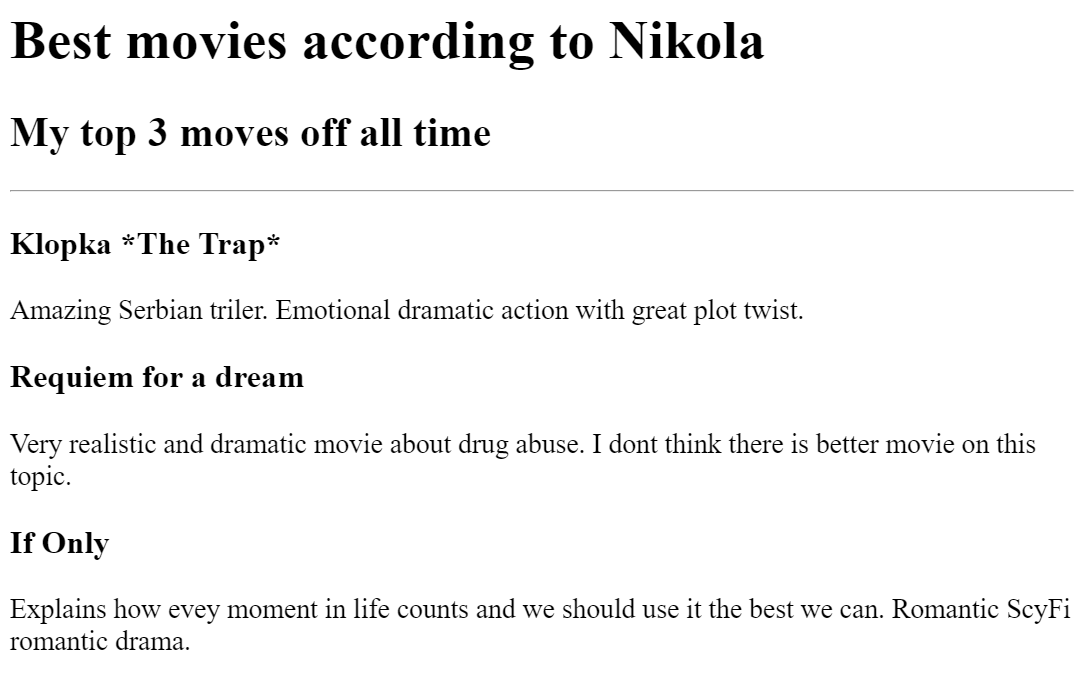 Best movies according to Nikola
My top 3 moves off all time
Klopka *The Trap*
Amazing Serbian triler. Emotional dramatic action with great plot twist.
Requiem for a dream
Very realistic and dramatic movie about drug abuse. I dont think there is better movie on this
topic.
If Only
Explains how evey moment in life counts and we should use it the best we can. Romantic ScyFi
romantic drama.